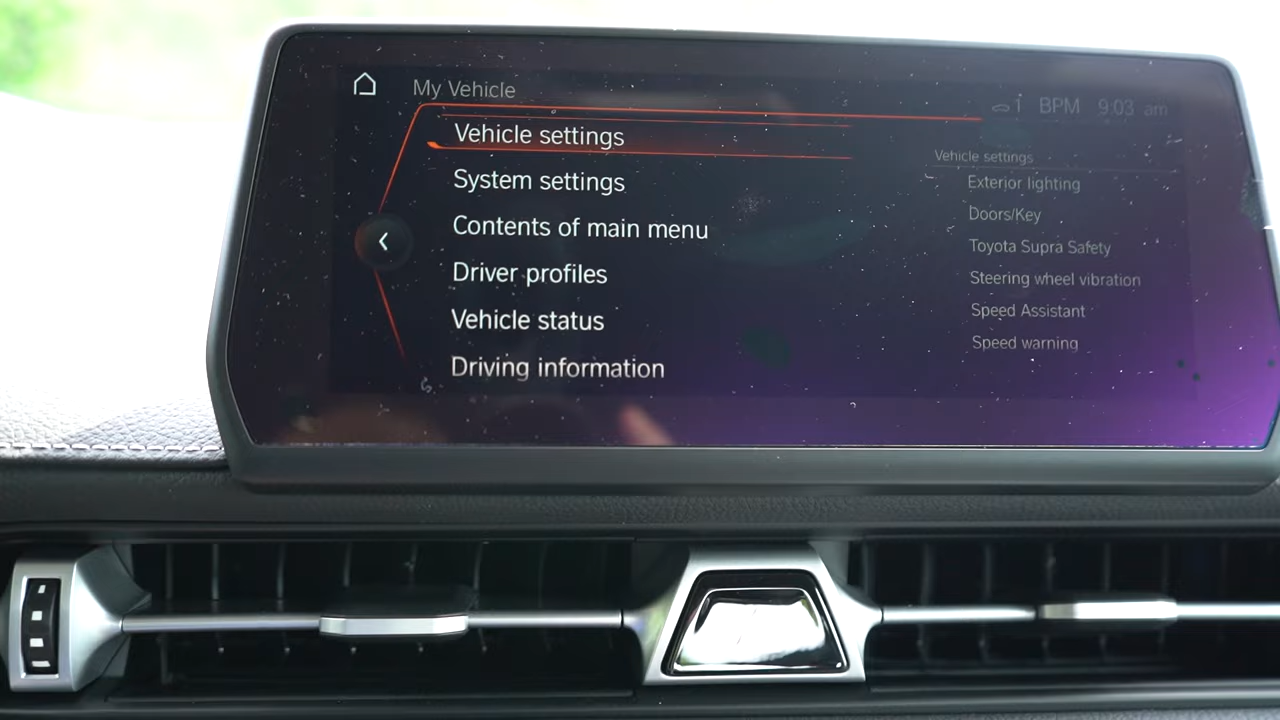 My Vehicle
1 BPM 9:03 am
Vehicle settings
System settings
Contents of main menu
Driver profiles
Vehicle status
Driving information
Vehicle settings
Exterior lighting
Doors/Key
Toyota Supra Safety
Steering wheel vibration
Speed Assistant
Speed warning